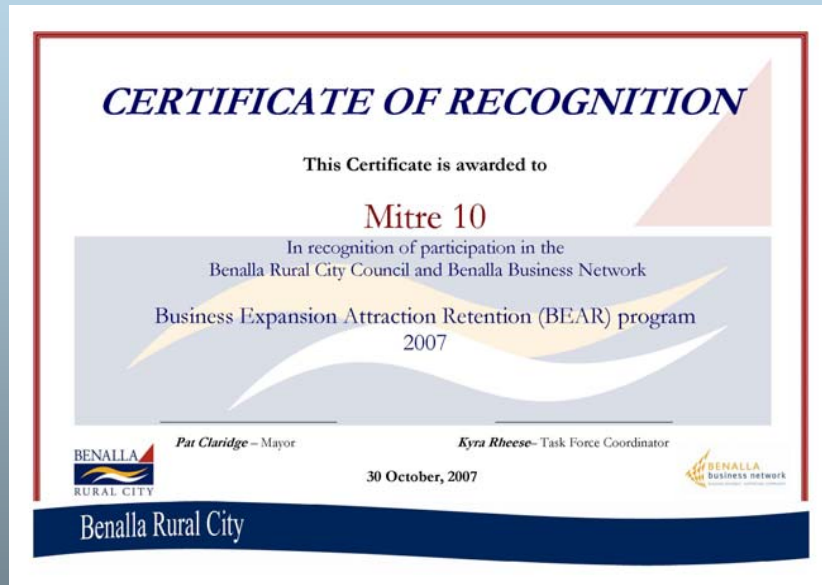 CERTIFICATE OF RECOGNITION
This Certificate is awarded to
Mitre 10
In recognition of participation in the
Benalla Rural City Council and Benalla Business Network
Business Expansion Attraction Retention (BEAR) program
2007
Pat Claridge – Mayor
Kyra Rheese– Task Force Coordinator
BENALLA
RURAL CITY
30 October, 2007
BENALLA
business network
Benalla Rural City